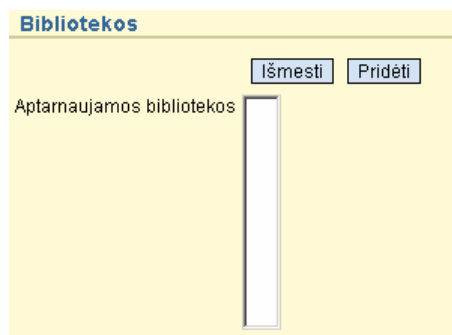 Bibliotekos
Išmesti Pridėti
Aptarnaujamos bibliotekos